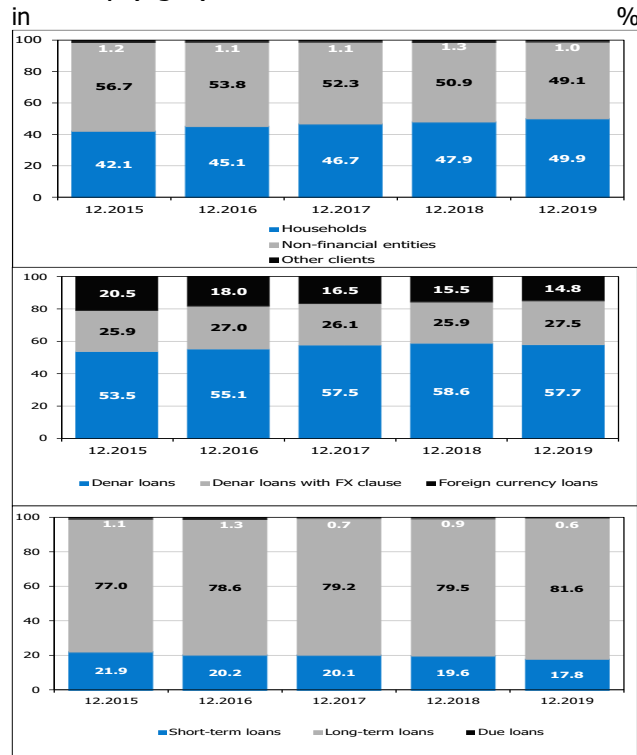 in %
100
80
60
40
20
0
1.2 1.1 1.1 1.3 1.0
56.7 53.8 52.3 50.9 49.1
42.1 45.1 46.7 47.9 49.9
12.2015 12.2016 12.2017 12.2018 12.2019
Households
Non-financial entities
Other clients
100
80
60
40
20
0
20.5 18.0 16.5 15.5 14.8
25.9 27.0 26.1 25.9 27.5
53.5 55.1 57.5 58.6 57.7
12.2015 12.2016 12.2017 12.2018 12.2019
Denar loans Denar loans with FX clause Foreign currency loans
100
80
60
40
20
0
1.1 1.3 0.7 0.9 0.6
77.0 78.6 79.2 79.5 81.6
21.9 20.2 20.1 19.6 17.8
12.2015 12.2016 12.2017 12.2018 12.2019
Short-term loans Long-term loans Due loans